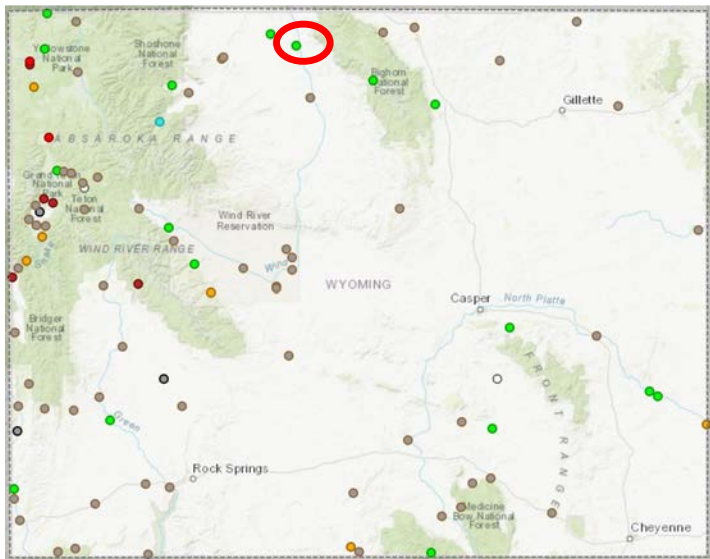 Yellowstone
National
Park
Shoshone
National
Forest
Bighorn
National
Forest
Gillette
ABSAROKA RANGE
Grand Teton
National
Park
Teton
National
Forest
Wind River
Reservation
WIND RIVER RANGE
Snake
Wind
WYOMING
Casper
North Platte
Bridger
National
Forest
FRONT RANGE
Green
Rock Springs
Medicine
Bow National
Forest
Cheyenne